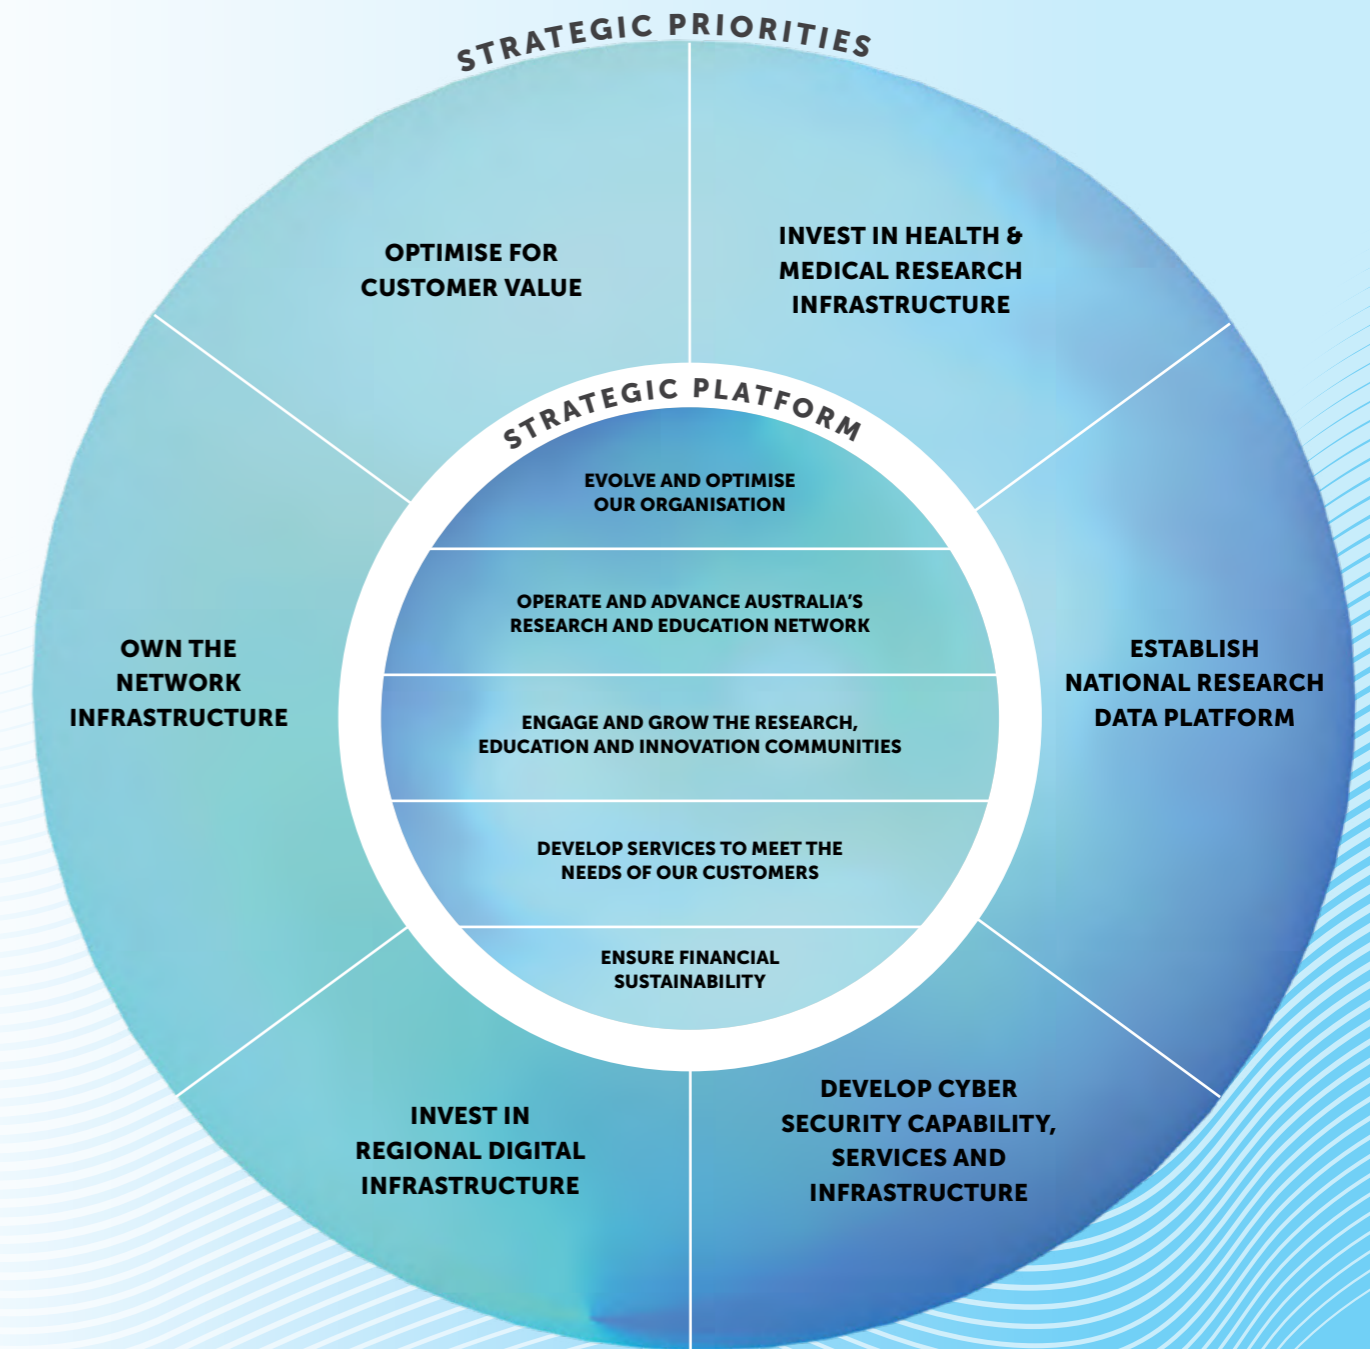 STRATEGIC PRIORITIES
OPTIMISE FOR
CUSTOMER VALUE
INVEST IN HEALTH &
MEDICAL RESEARCH
INFRASTRUCTURE
STRATEGIC PLATFORM
EVOLVE AND OPTIMISE
OUR ORGANISATION
OPERATE AND ADVANCE AUSTRALIA'S
RESEARCH AND EDUCATION NETWORK
ENGAGE AND GROW THE RESEARCH,
EDUCATION AND INNOVATION COMMUNITIES
DEVELOP SERVICES TO MEET THE
NEEDS OF OUR CUSTOMERS
ENSURE FINANCIAL
SUSTAINABILITY
OWN THE
NETWORK
INFRASTRUCTURE
ESTABLISH
NATIONAL RESEARCH
DATA PLATFORM
INVEST IN
REGIONAL DIGITAL
INFRASTRUCTURE
DEVELOP CYBER
SECURITY CAPABILITY,
SERVICES AND
INFRASTRUCTURE